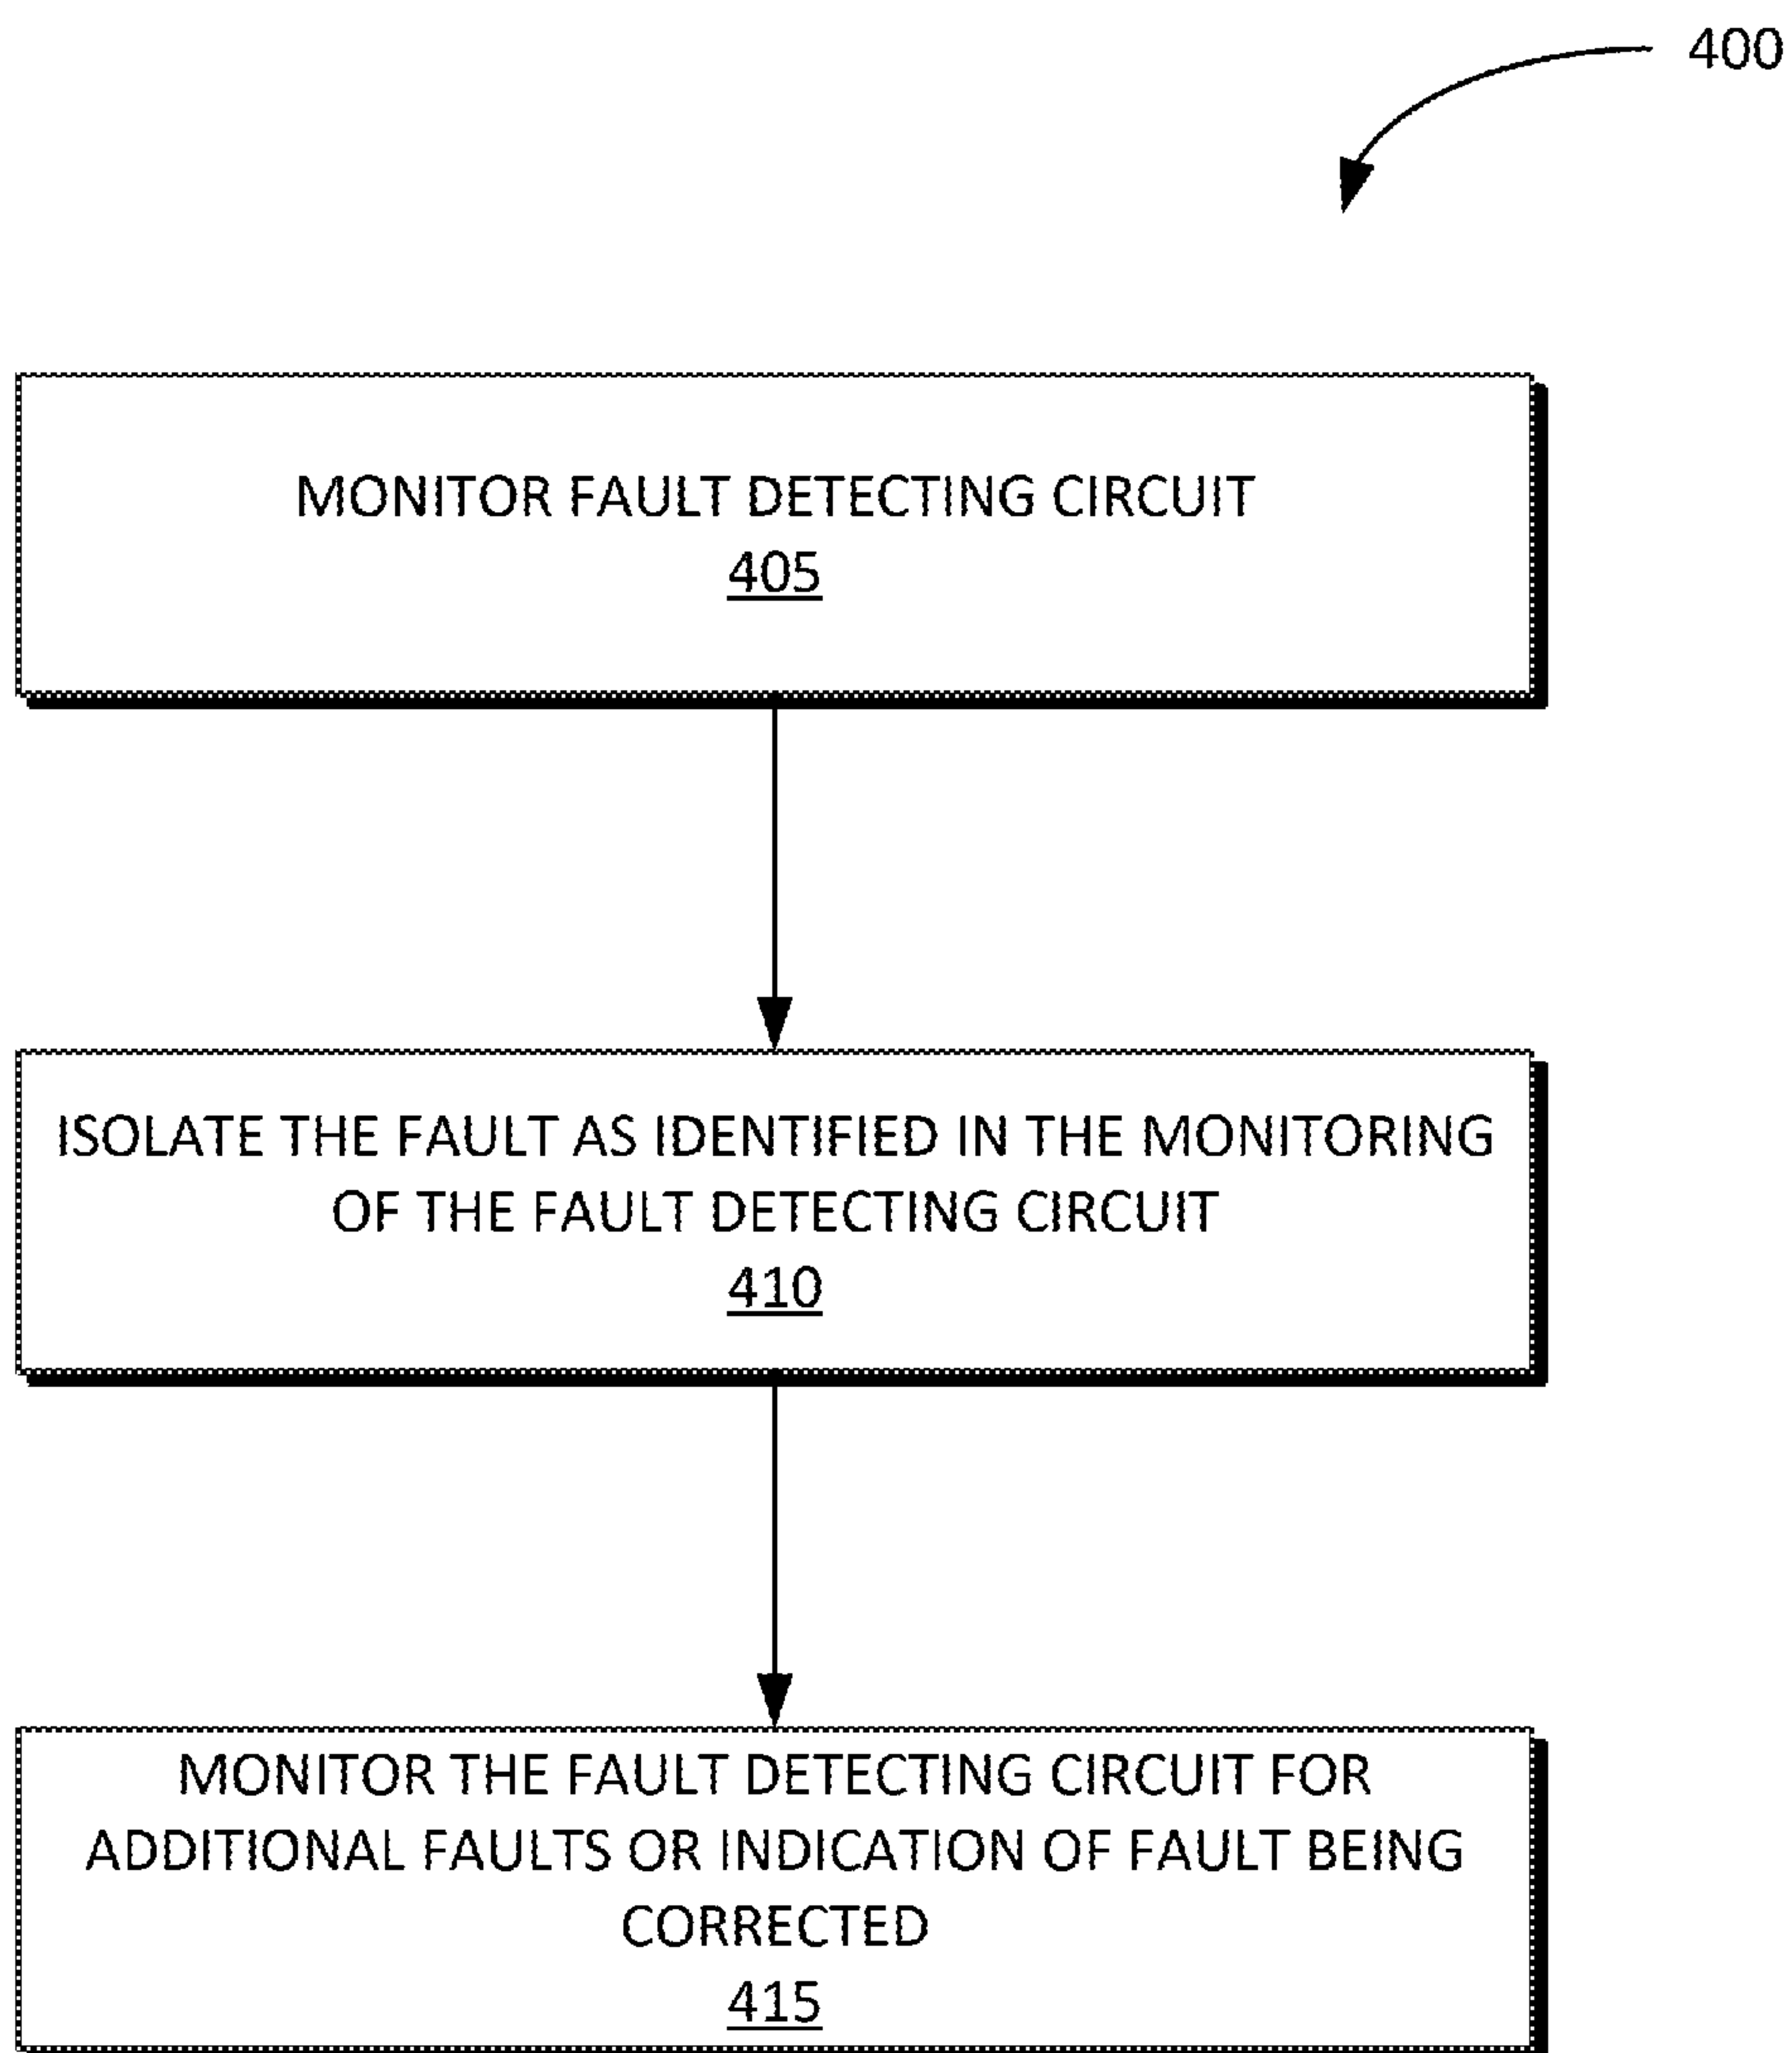 400
MONITOR FAULT DETECTING CIRCUIT
405
ISOLATE THE FAULT AS IDENTIFIED IN THE MONITORING
OF THE FAULT DETECTING CIRCUIT
410
MONITOR THE FAULT DETECTING CIRCUIT FOR
ADDITIONAL FAULTS OR INDICATION OF FAULT BEING
CORRECTED
415